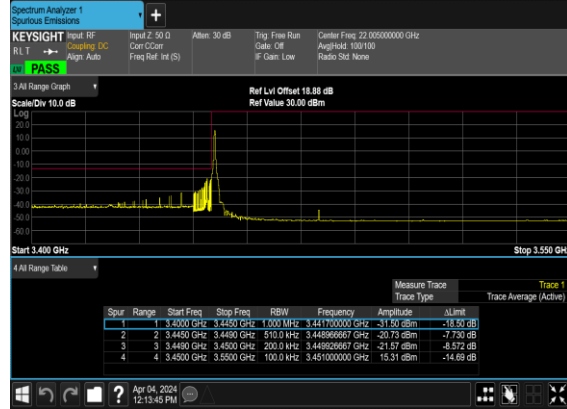 Spectrum Analyzer 1
Spurious Emissions
KEYSIGHT Input: RF Input Z: 50 Ω Atten: 30 dB Trig: Free Run Center Freq: 22.005000000 GHz
RLT Coupling: DC Corr CCorr Gate: Off Avg|Hold: 100/100
Align: Auto Freq Ref: Int (S) IF Gain: Low Radio Std: None
PASS
3 All Range Graph
Ref Lvl Offset 18.88 dB
Scale/Div 10.0 dB Ref Value 30.00 dBm
Log
20.0
10.0
0.00
-10.0
-20.0
-30.0
-40.0
-50.0
-60.0
Start 3.400 GHz Stop 3.550 GH
4 All Range Table
Measure Trace Trace 1
Trace Type Trace Average (Active)
Spur Range Start Freq Stop Freq RBW Frequency Amplitude ΔLimit
1 1 3.4000 GHz 3.4450 GHz 1.000 MHz 3.441700000 GHz -31.50 dBm -18.50 dB
2 2 3.4450 GHz 3.4490 GHz 510.0 kHz 3.448966667 GHz -20.73 dBm -7.730 dB
3 3 3.4490 GHz 3.4500 GHz 200.0 kHz 3.449926667 GHz -21.57 dBm -8.572 dB
4 4 3.4500 GHz 3.5500 GHz 100.0 kHz 3.451000000 GHz 15.31 dBm -14.69 dB
? Apr 04, 2024
12:13:45 PM